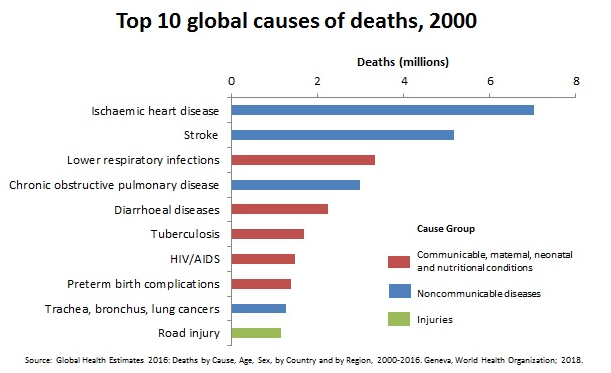 Top 10 global causes of deaths, 2000
Deaths (millions)
0 2 4 6 8
Ischaemic heart disease
Stroke
Lower respiratory infections
Chronic obstructive pulmonary disease
Diarrhoeal diseases
Tuberculosis
HIV/AIDS
Preterm birth complications
Trachea, bronchus, lung cancers
Road injury
Cause Group
Communicable, maternal, neonatal
and nutritional conditions
Noncommunicable diseases
Injuries
Source: Global Health Estimates 2016: Deaths by Cause, Age, Sex, by Country and by Region, 2000-2016. Geneva, World Health Organization; 2018.